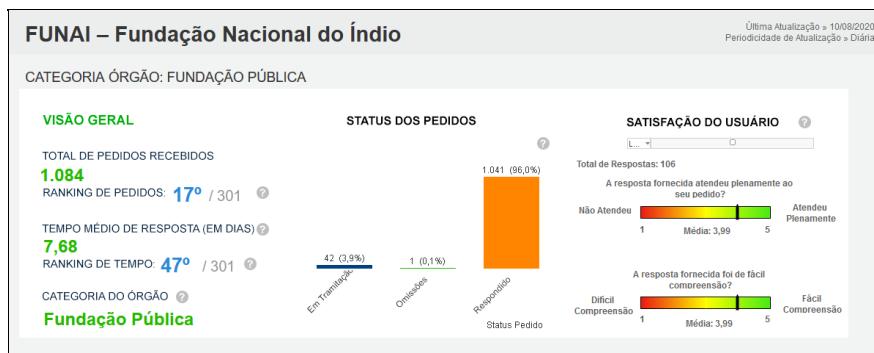 FUNAI – Fundação Nacional do Índio
Última Atualização » 10/08/2020
Periodicidade de Atualização » Diária
CATEGORIA ÓRGÃO: FUNDAÇÃO PÚBLICA
VISÃO GERAL
TOTAL DE PEDIDOS RECEBIDOS
1.084
RANKING DE PEDIDOS: 17º / 301 ?
TEMPO MÉDIO DE RESPOSTA (EM DIAS) ?
7,68
RANKING DE TEMPO: 47º / 301 ?
CATEGORIA DO ÓRGÃO ?
Fundação Pública
STATUS DOS PEDIDOS
?
1.041 (96,0%)
42 (3,9%)
1 (0,1%)
Em Tramitação
Omissões
Respondido
Status Pedido
SATISFAÇÃO DO USUÁRIO ?
L...
Total de Respostas: 106
A resposta fornecida atendeu plenamente ao
seu pedido?
Não Atendeu
Atendeu
Plenamente
1
Média: 3,99
5
A resposta fornecida foi de fácil
compreensão?
Difícil
Compreensão
Fácil
Compreensão
1
Média: 3,99
5